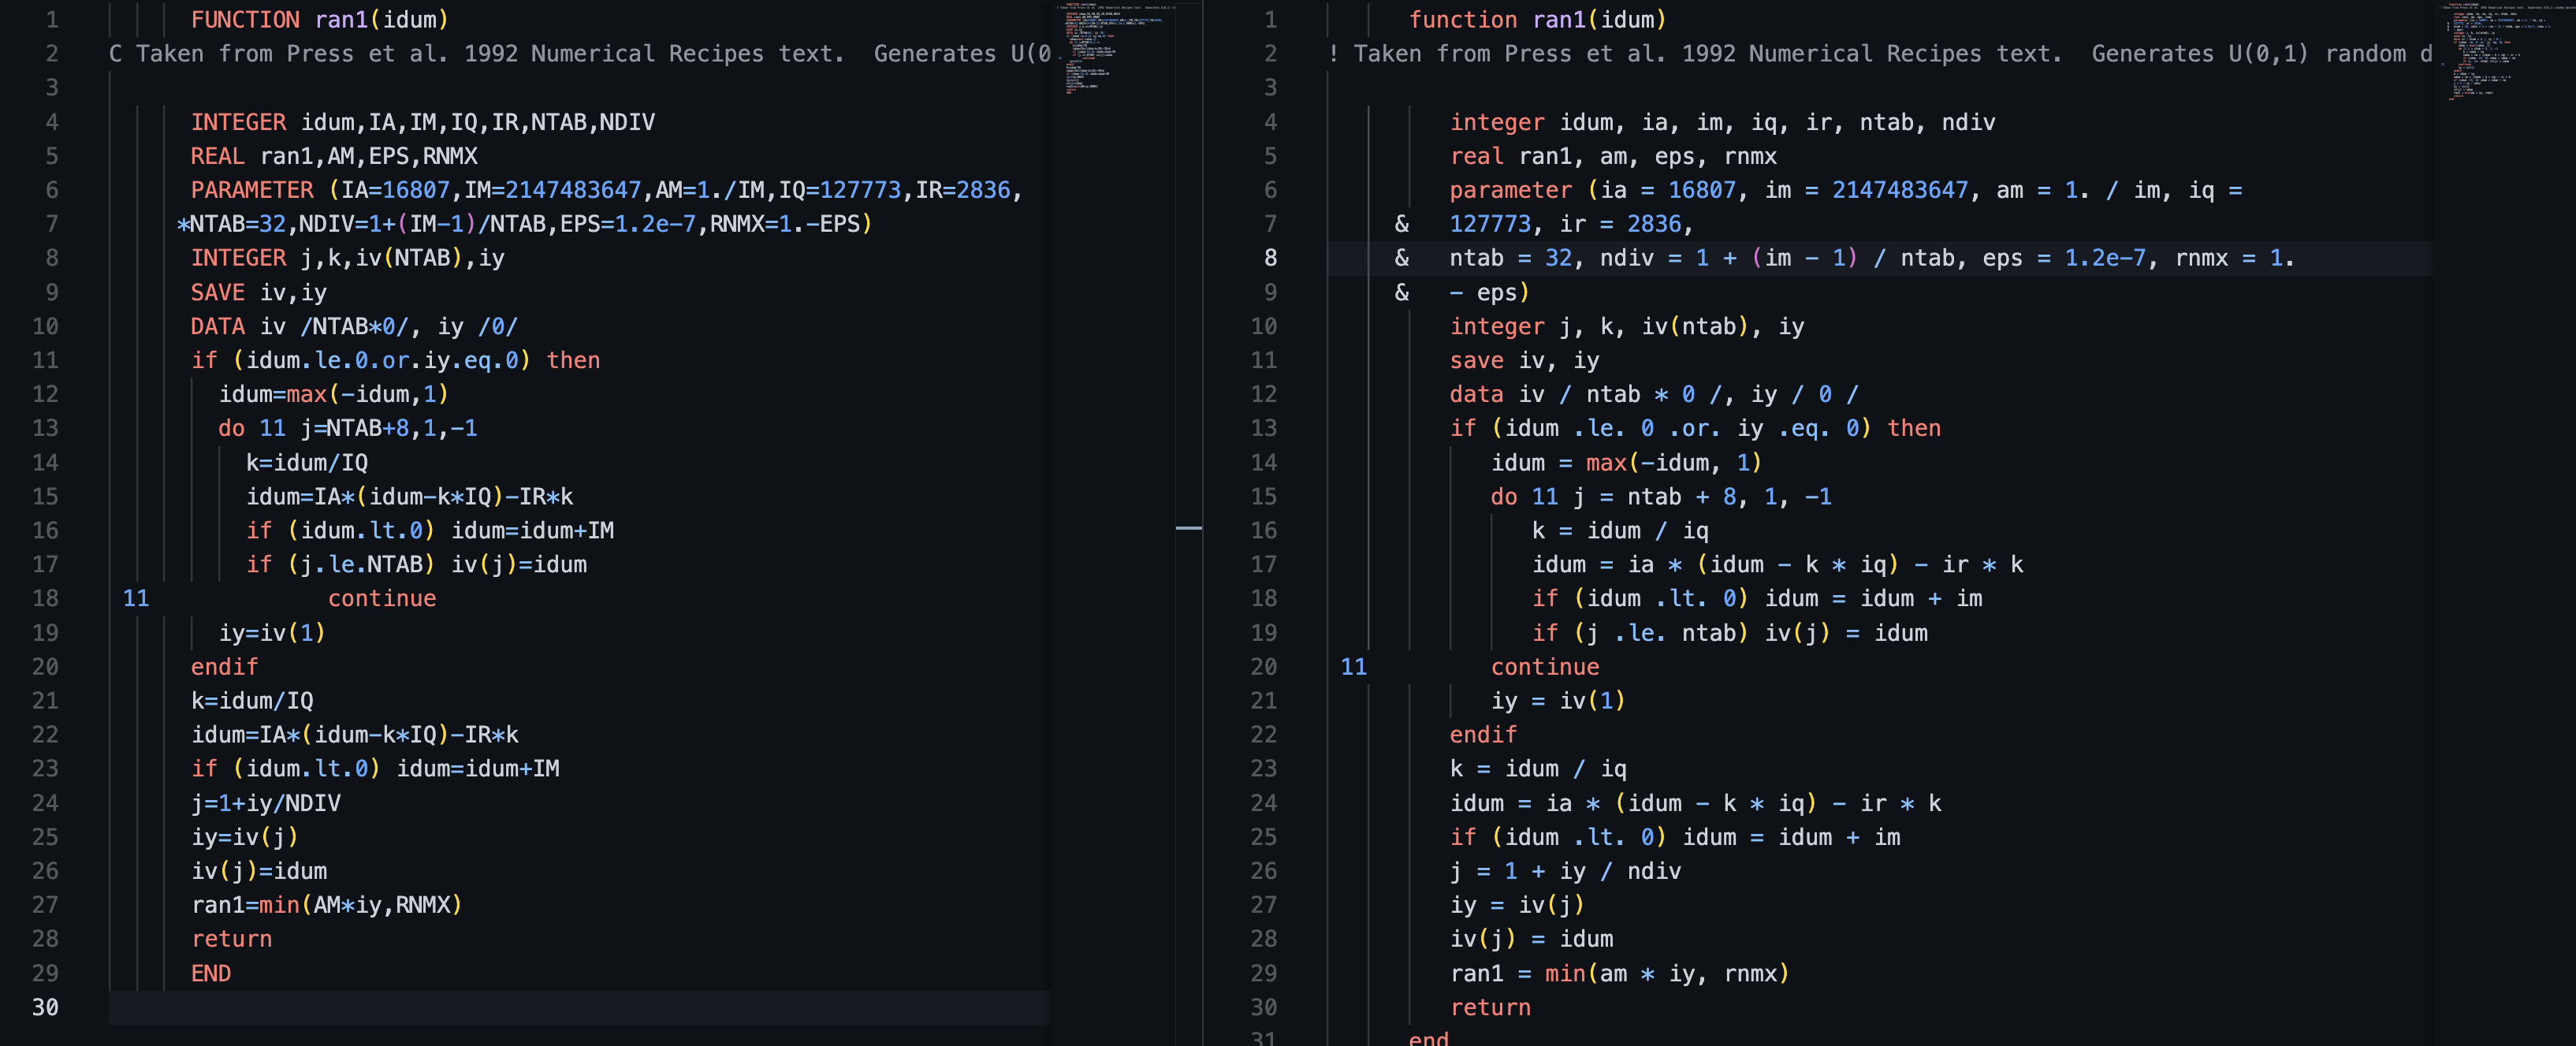 1 FUNCTION ran1(idum)
2 C Taken from Press et al. 1992 Numerical Recipes text.  Generates U(0
3
4 INTEGER idum,IA,IM,IQ,IR,NTAB,NDIV
5 REAL ran1,AM,EPS,RNMX
6 PARAMETER (IA=16807,IM=2147483647,AM=1./IM,IQ=127773,IR=2836,
7 *NTAB=32,NDIV=1+(IM-1)/NTAB,EPS=1.2e-7,RNMX=1.-EPS)
8 INTEGER j,k,iv(NTAB),iy
9 SAVE iv,iy
10 DATA iv /NTAB*0/, iy /0/
11 if (idum.le.0.or.iy.eq.0) then
12 idum=max(-idum,1)
13 do 11 j=NTAB+8,1,-1
14 k=idum/IQ
15 idum=IA*(idum-k*IQ)-IR*k
16 if (idum.lt.0) idum=idum+IM
17 if (j.le.NTAB) iv(j)=idum
18 11 continue
19 iy=iv(1)
20 endif
21 k=idum/IQ
22 idum=IA*(idum-k*IQ)-IR*k
23 if (idum.lt.0) idum=idum+IM
24 j=1+iy/NDIV
25 iy=iv(j)
26 iv(j)=idum
27 ran1=min(AM*iy,RNMX)
28 return
29 END
30
1 function ran1(idum)
2 ! Taken from Press et al. 1992 Numerical Recipes text.  Generates U(0,1) random d
3
4 integer idum, ia, im, iq, ir, ntab, ndiv
5 real ran1, am, eps, rnmx
6 parameter (ia = 16807, im = 2147483647, am = 1. / im, iq =
7 & 127773, ir = 2836,
8 & ntab = 32, ndiv = 1 + (im - 1) / ntab, eps = 1.2e-7, rnmx = 1.
9 & - eps)
10 integer j, k, iv(ntab), iy
11 save iv, iy
12 data iv / ntab * 0 /, iy / 0 /
13 if (idum .le. 0 .or. iy .eq. 0) then
14 idum = max(-idum, 1)
15 do 11 j = ntab + 8, 1, -1
16 k = idum / iq
17 idum = ia * (idum - k * iq) - ir * k
18 if (idum .lt. 0) idum = idum + im
19 if (j .le. ntab) iv(j) = idum
20 11 continue
21 iy = iv(1)
22 endif
23 k = idum / iq
24 idum = ia * (idum - k * iq) - ir * k
25 if (idum .lt. 0) idum = idum + im
26 j = 1 + iy / ndiv
27 iy = iv(j)
28 iv(j) = idum
29 ran1 = min(am * iy, rnmx)
30 return
31 end